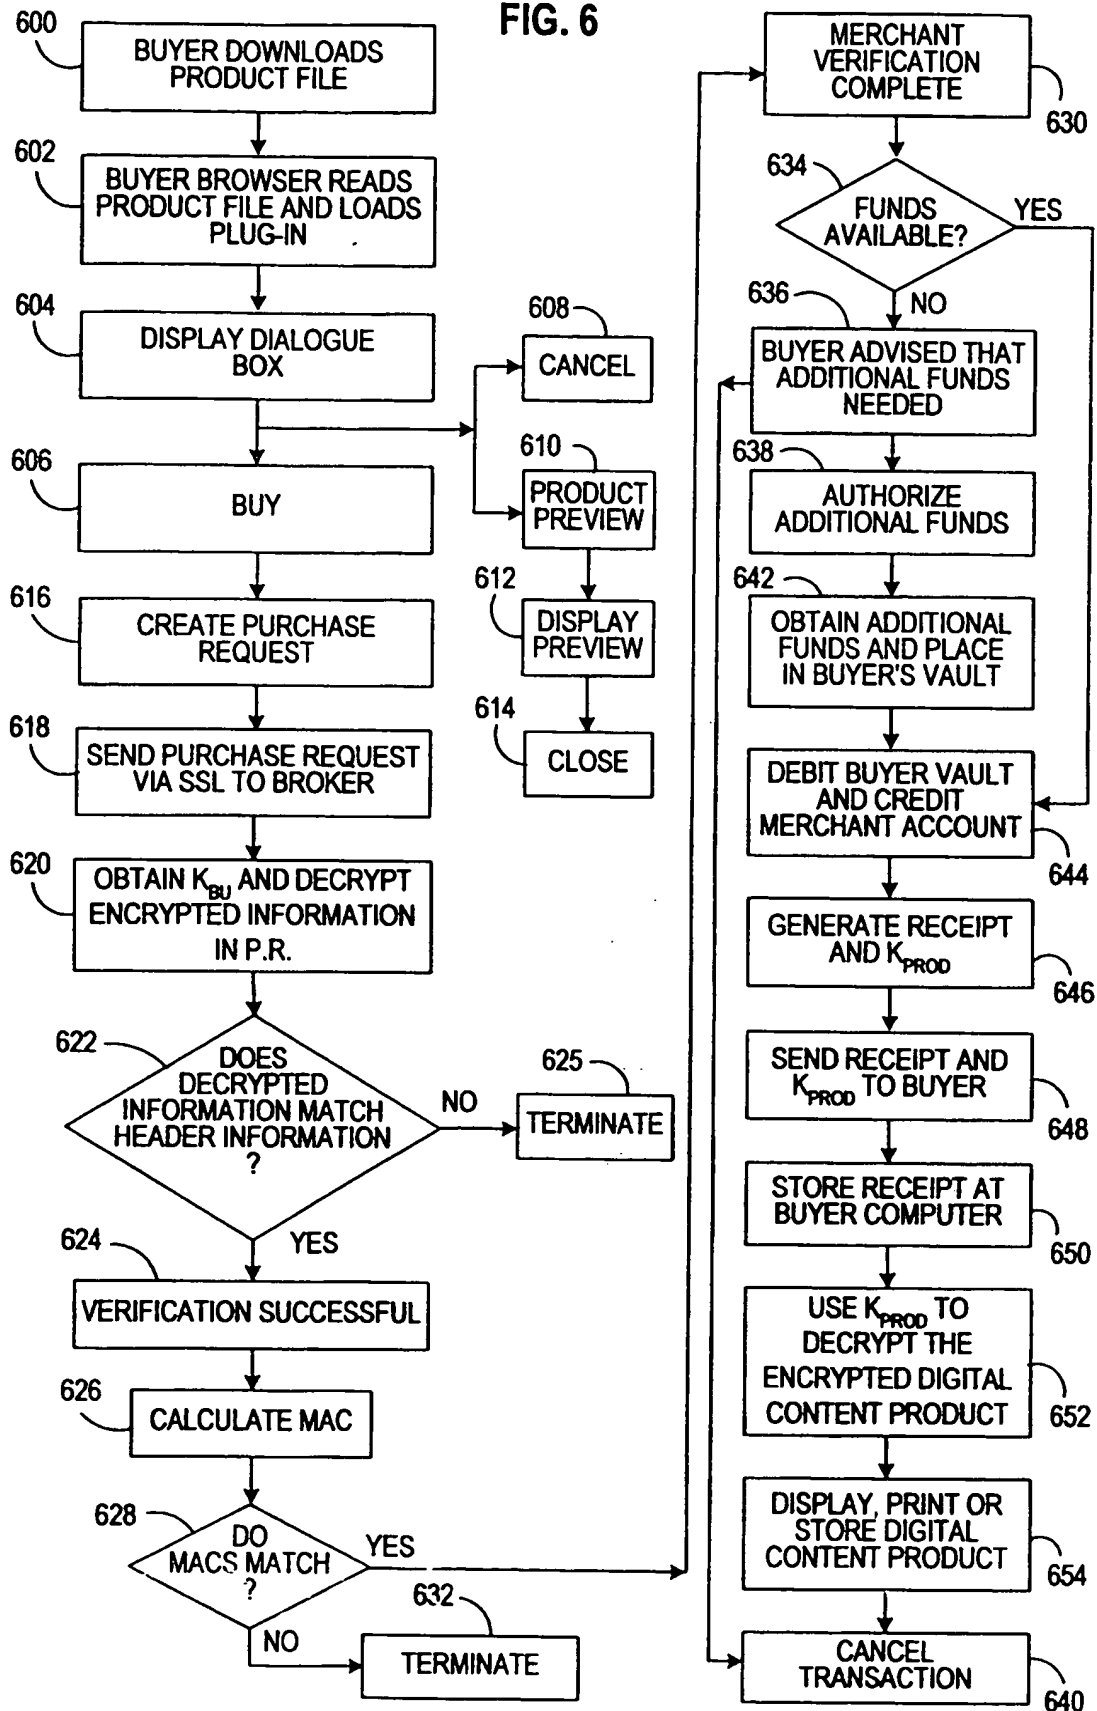 FIG. 6
600
BUYER DOWNLOADS
PRODUCT FILE
602
BUYER BROWSER READS
PRODUCT FILE AND LOADS
PLUG-IN
604
DISPLAY DIALOGUE
BOX
608
CANCEL
606
BUY
610
PRODUCT
PREVIEW
612
DISPLAY
PREVIEW
614
CLOSE
616
CREATE PURCHASE
REQUEST
618
SEND PURCHASE REQUEST
VIA SSL TO BROKER
620
OBTAIN KBU AND DECRYPT
ENCRYPTED INFORMATION
IN P.R.
622
DOES
DECRYPTED
INFORMATION MATCH
HEADER INFORMATION
?
NO
625
TERMINATE
YES
624
VERIFICATION SUCCESSFUL
626
CALCULATE MAC
628
DO
MACS MATCH
?
YES
NO
632
TERMINATE
MERCHANT
VERIFICATION
COMPLETE
630
634
FUNDS
AVAILABLE?
YES
NO
636
BUYER ADVISED THAT
ADDITIONAL FUNDS
NEEDED
638
AUTHORIZE
ADDITIONAL FUNDS
642
OBTAIN ADDITIONAL
FUNDS AND PLACE
IN BUYER'S VAULT
DEBIT BUYER VAULT
AND CREDIT
MERCHANT ACCOUNT
644
GENERATE RECEIPT
AND KPROD
646
SEND RECEIPT AND
KPROD TO BUYER
648
STORE RECEIPT AT
BUYER COMPUTER
650
USE KPROD TO
DECRYPT THE
ENCRYPTED DIGITAL
CONTENT PRODUCT
652
DISPLAY, PRINT OR
STORE DIGITAL
CONTENT PRODUCT
654
CANCEL
TRANSACTION
640